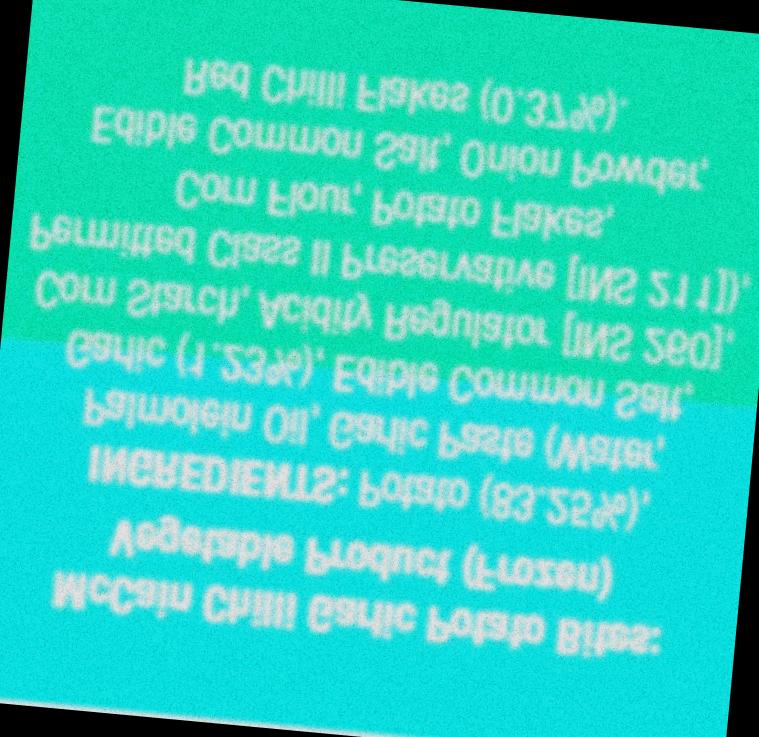 McCain Chilli Garlic Potato Bites:
Vegetable Product (Frozen)
INGREDIENTS: Potato (83.25%),
Palmolein Oil, Garlic Paste (Water,
Garlic (1.23%), Edible Common Salt,
Corn Starch, Acidity Regulator [INS 260],
Permitted Class II Preservative [INS 211]),
Corn Flour, Potato Flakes,
Edible Common Salt, Onion Powder,
Red Chilli Flakes (0.37%).